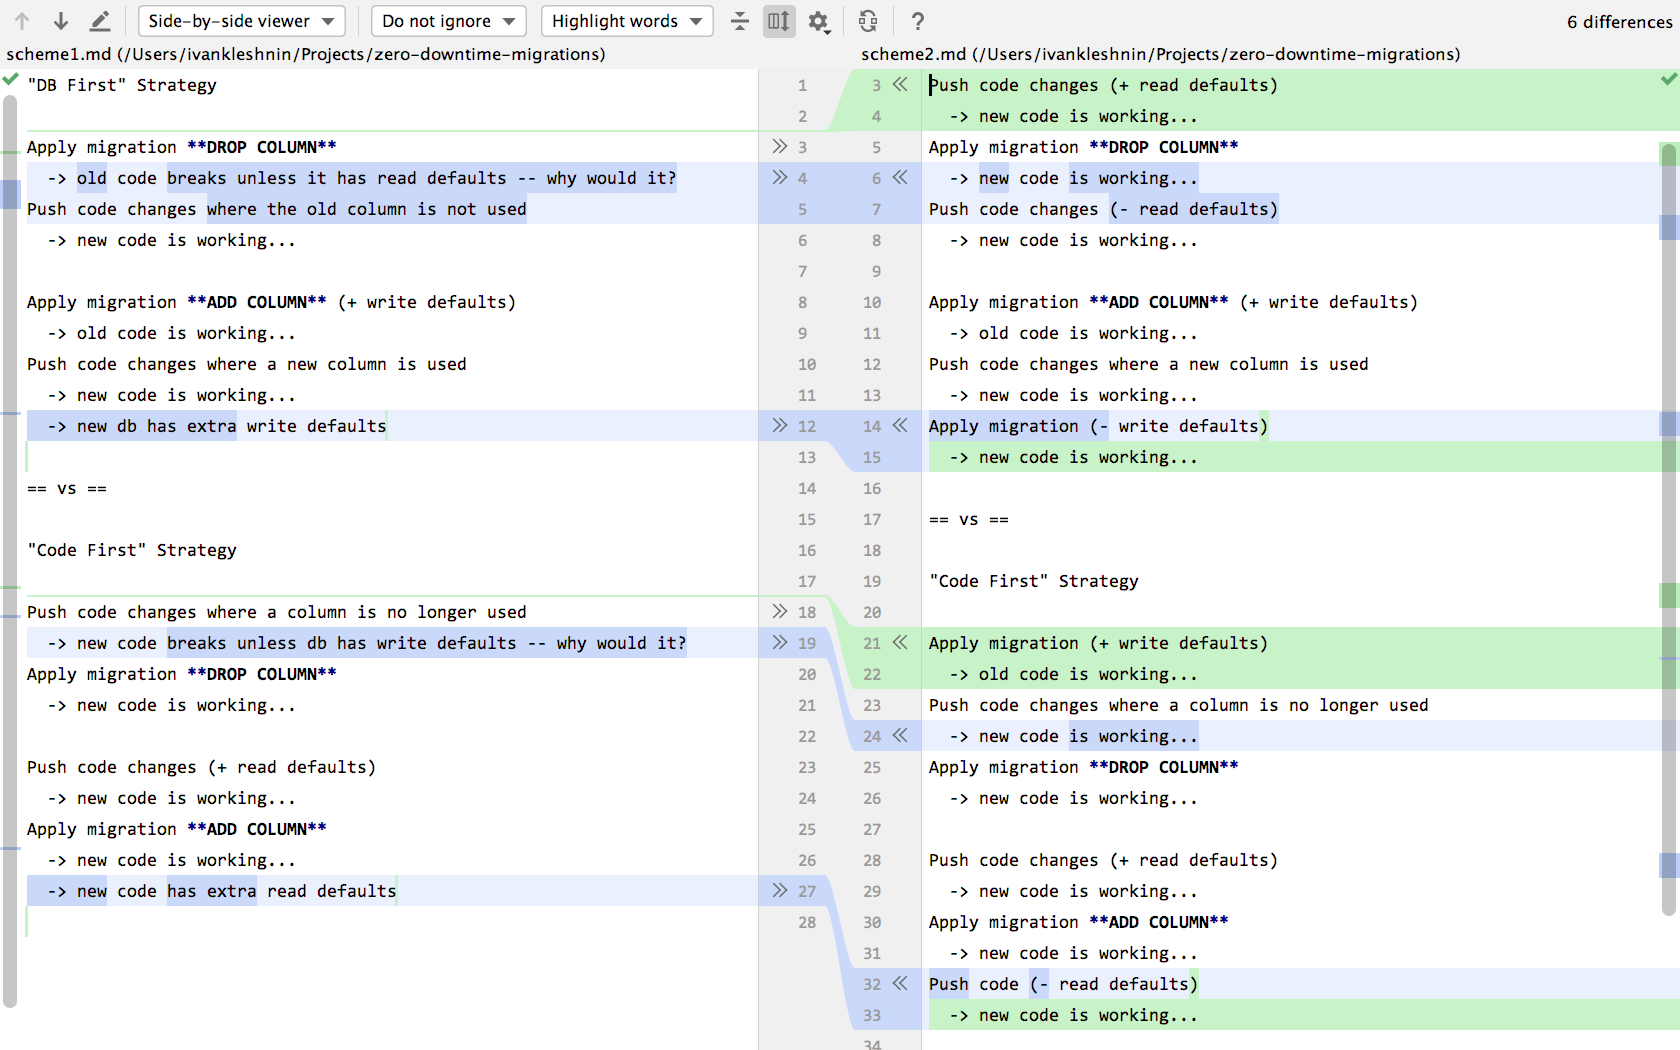 Side-by-side viewer Do not ignore Highlight words ? 6 differences
scheme1.md (/Users/ivankleshnin/Projects/zero-downtime-migrations)
"DB First" Strategy
Apply migration **DROP COLUMN**
-> old code breaks unless it has read defaults -- why would it?
Push code changes where the old column is not used
-> new code is working...
Apply migration **ADD COLUMN** (+ write defaults)
-> old code is working...
Push code changes where a new column is used
-> new code is working...
-> new db has extra write defaults
== vs ==
"Code First" Strategy
Push code changes where a column is no longer used
-> new code breaks unless db has write defaults -- why would it?
Apply migration **DROP COLUMN**
-> new code is working...
Push code changes (+ read defaults)
-> new code is working...
Apply migration **ADD COLUMN**
-> new code is working...
-> new code has extra read defaults
1
2
3
4
5
6
7
8
9
10
11
12
13
14
15
16
17
18
19
20
21
22
23
24
25
26
27
28
scheme2.md (/Users/ivankleshnin/Projects/zero-downtime-migrations)
3
4
5
6
7
8
9
10
11
12
13
14
15
16
17
18
19
20
21
22
23
24
25
26
27
28
29
30
31
32
33
34
Push code changes (+ read defaults)
-> new code is working...
Apply migration **DROP COLUMN**
-> new code is working...
Push code changes (- read defaults)
-> new code is working...
Apply migration **ADD COLUMN** (+ write defaults)
-> old code is working...
Push code changes where a new column is used
-> new code is working...
Apply migration (- write defaults)
-> new code is working...
== vs ==
"Code First" Strategy
Apply migration (+ write defaults)
-> old code is working...
Push code changes where a column is no longer used
-> new code is working...
Apply migration **DROP COLUMN**
-> new code is working...
Push code changes (+ read defaults)
-> new code is working...
Apply migration **ADD COLUMN**
-> new code is working...
Push code (- read defaults)
-> new code is working...